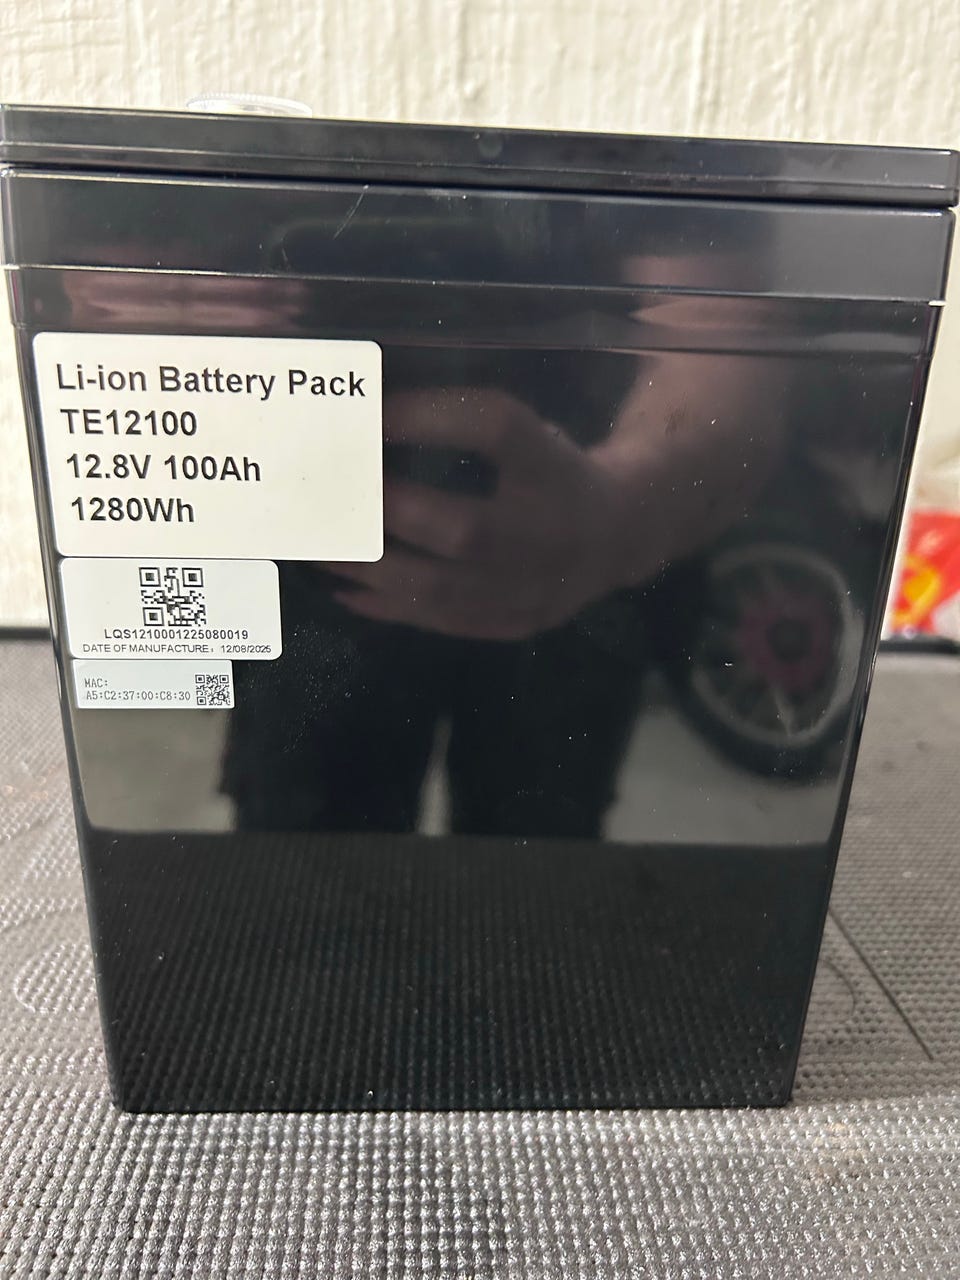 Li-ion Battery Pack
TE12100
12.8V 100Ah
1280Wh
LQS1210001225080019
DATE OF MANUFACTURE: 12/08/2025
MAC:
A5:C2:37:00:C8:30